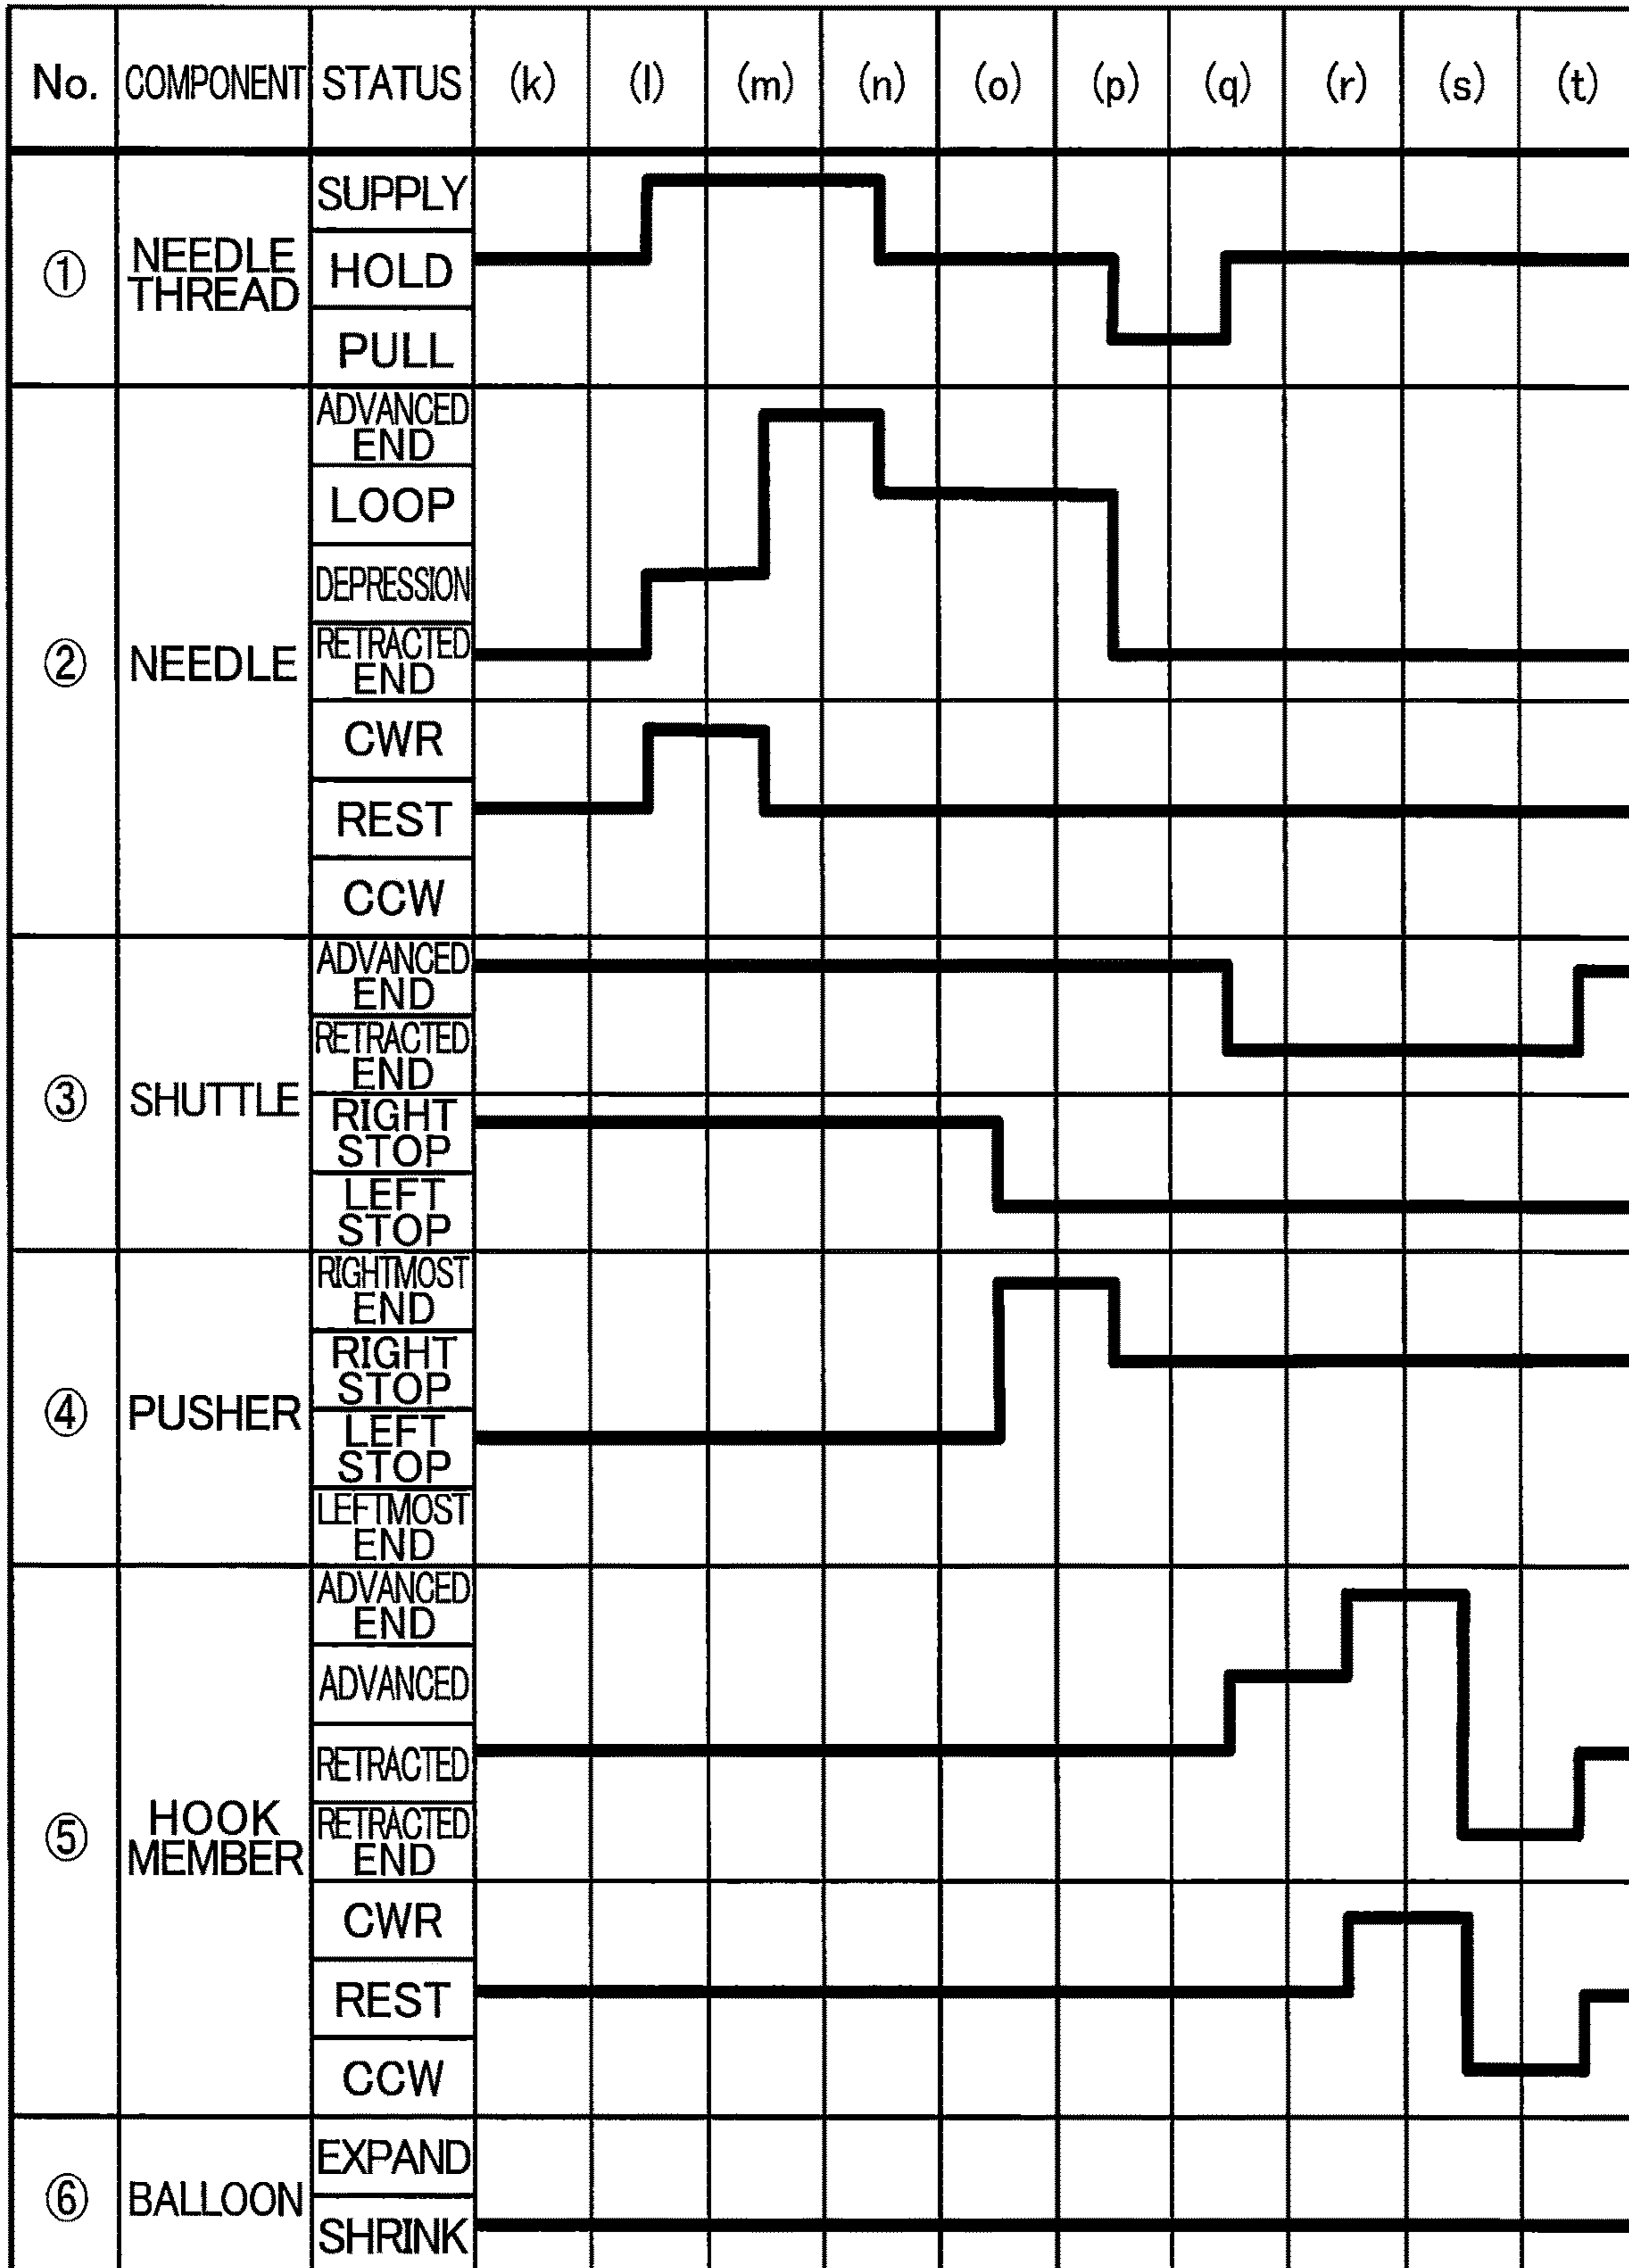 No. COMPONENT STATUS (k) (l) (m) (n) (o) (p) (q) (r) (s) (t)
① NEEDLE
THREAD
SUPPLY
HOLD
PULL
② NEEDLE
ADVANCED
END
LOOP
DEPRESSION
RETRACTED
END
CWR
REST
CCW
③ SHUTTLE
ADVANCED
END
RETRACTED
END
RIGHT
STOP
LEFT
STOP
④ PUSHER
RIGHTMOST
END
RIGHT
STOP
LEFT
STOP
LEFTMOST
END
⑤ HOOK
MEMBER
ADVANCED
END
ADVANCED
RETRACTED
RETRACTED
END
CWR
REST
CCW
⑥ BALLOON
EXPAND
SHRINK